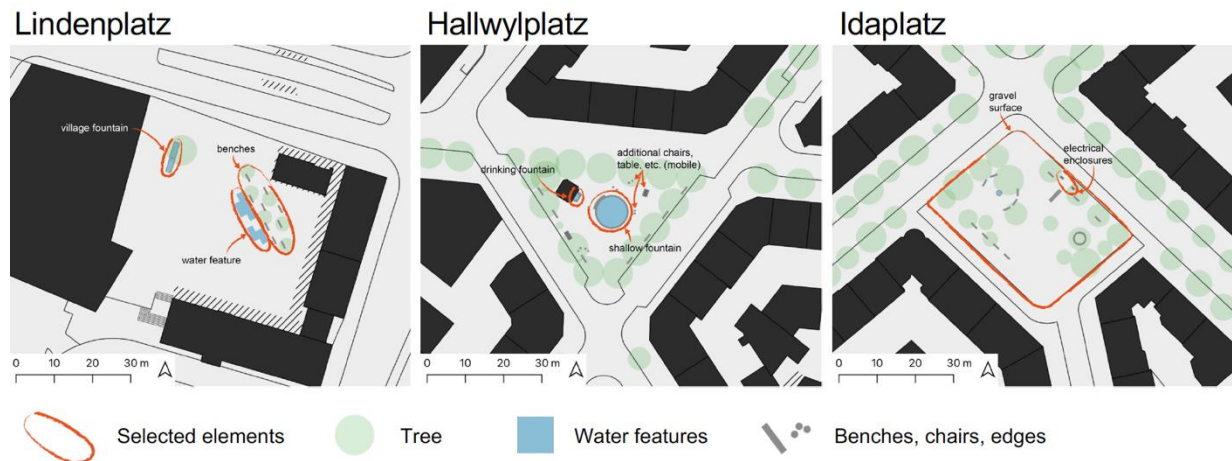 Lindenplatz
village fountain
benches
water feature
0 10 20 30 m
Hallwylplatz
drinking fountain
additional chairs,
table, etc. (mobile)
shallow fountain
0 10 20 30 m
Idaplatz
gravel
surface
electrical
enclosures
0 10 20 30 m
Selected elements
Tree
Water features
Benches, chairs, edges